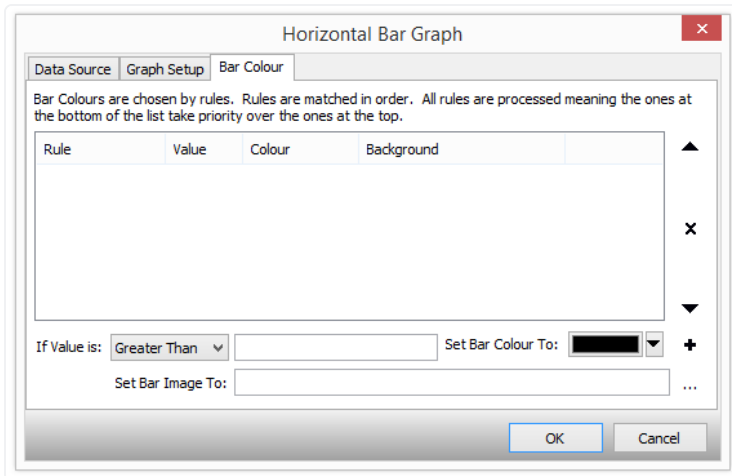 Horizontal Bar Graph
Data Source Graph Setup Bar Colour
Bar Colours are chosen by rules. Rules are matched in order. All rules are processed meaning the ones at
the bottom of the list take priority over the ones at the top.
Rule Value Colour Background
If Value is: Greater Than Set Bar Colour To:
Set Bar Image To: ...
OK Cancel